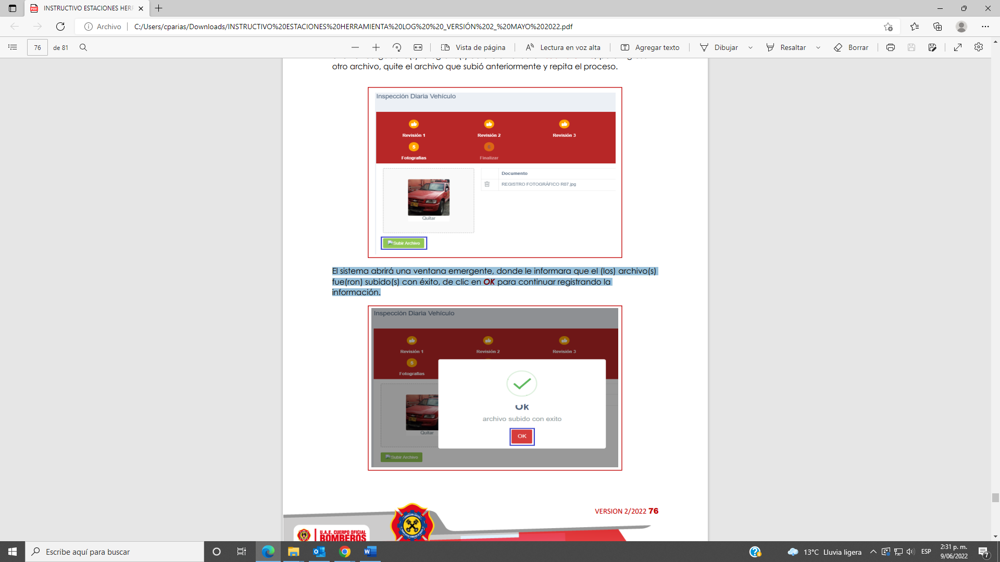 INSTRUCTIVO ESTACIONES HERR
Archivo
C:/Users/cparias/Downloads/INSTRUCTIVO%20ESTACIONES%20HERRAMIENTA%20LOG%20%20_VERSIÓN%202_%20MAYO%202022.pdf
76 de 81
Vista de página
Lectura en voz alta
Agregar texto
Dibujar
Resaltar
Borrar
otro archivo, quite el archivo que subió anteriormente y repita el proceso.
Inspección Diaria Vehículo
Revisión 1
Revisión 2
Revisión 3
5
Fotografias
Finalizar
Documento
REGISTRO FOTOGRÁFICO R07.jpg
Quitar
Subir Archivo
El sistema abrirá una ventana emergente, donde le informara que el (los) archivo(s)
fue(ron) subido(s) con éxito, de clic en OK para continuar registrando la
información.
Inspección Diaria Vehículo
Revisión 1
Revisión 2
Revisión 3
5
Fotografias
Ok
archivo subido con exito
OK
Quitar
Subir Archivo
VERSION 2/2022 76
U.A.E. CUERPO OFICIAL
BOMBEROS
Escribe aquí para buscar
13°C Lluvia ligera
ESP
2:31 p. m.
9/06/2022
7